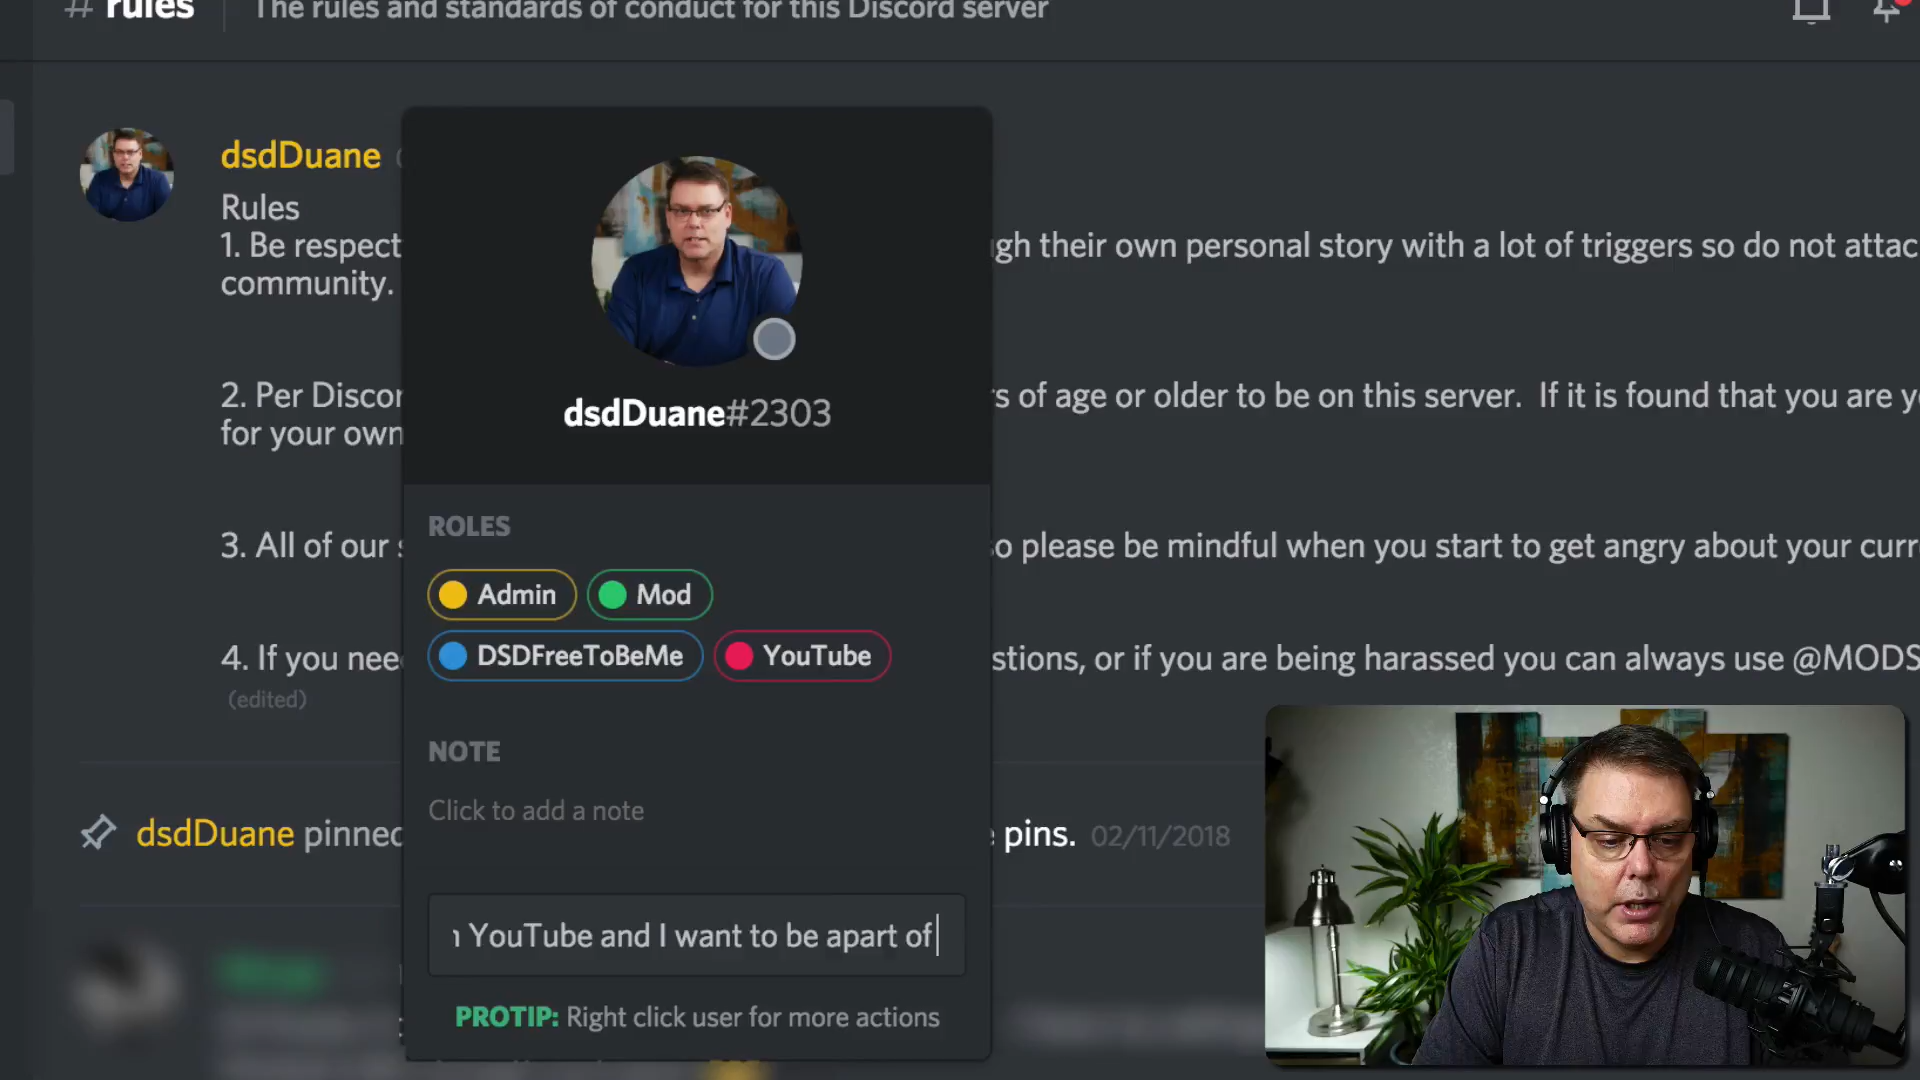 # rules The rules and standards of conduct for this Discord server
dsdDuane
Rules
1. Be respect gh their own personal story with a lot of triggers so do not attac
community.
2. Per Discor s of age or older to be on this server. If it is found that you are y
for your own
3. All of our s o please be mindful when you start to get angry about your curr
4. If you nee stions, or if you are being harassed you can always use @MODS
(edited)
dsdDuane pinned pins. 02/11/2018
dsdDuane#2303
ROLES
Admin Mod
DSDFreeToBeMe YouTube
NOTE
Click to add a note
YouTube and I want to be apart of
PROTIP: Right click user for more actions